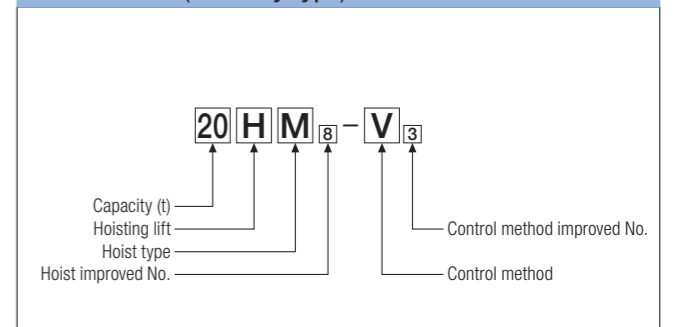 20 H M 8 - V 3
Capacity (t)
Hoisting lift
Hoist type
Hoist improved No.
Control method improved No.
Control method